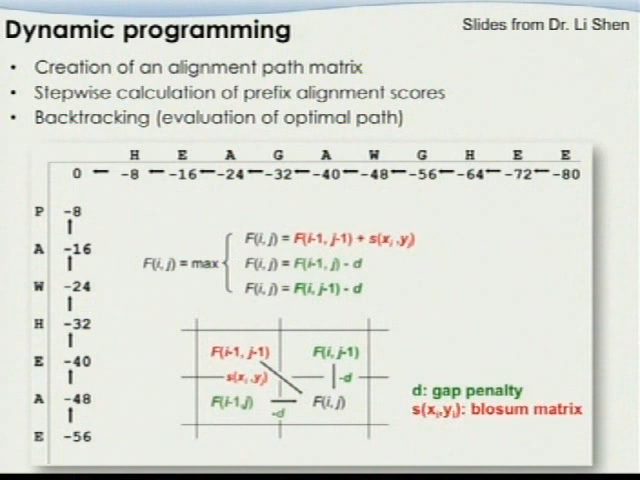 Dynamic programming
Slides from Dr. Li Shen
• Creation of an alignment path matrix
• Stepwise calculation of prefix alignment scores
• Backtracking (evaluation of optimal path)
H E A G A W G H E E
0 -8 -16 -24 -32 -40 -48 -56 -64 -72 -80
P -8
A -16
W -24
H -32
E -40
A -48
E -56
F(i, j) = F(i-1, j-1) + s(xᵢ ,yⱼ)
F(i, j) = max { F(i, j) = F(i-1, j) - d
F(i, j) = F(i, j-1) - d
F(i-1, j-1) F(i, j-1)
s(xᵢ ,yⱼ) -d
F(i-1,j) F(i, j)
-d
d: gap penalty
s(xᵢ,yⱼ): blosum matrix